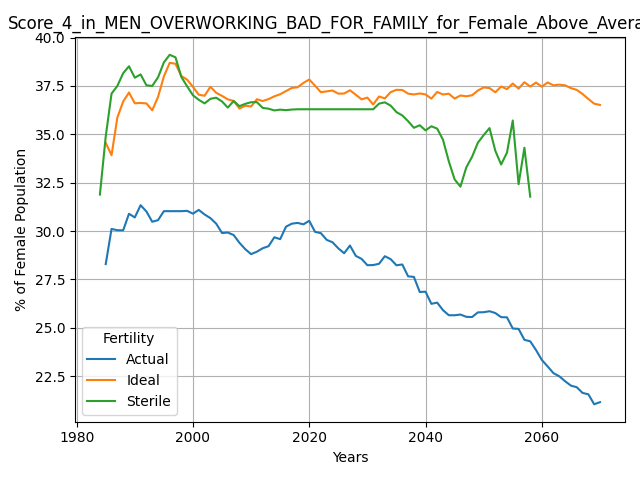 Score_4_in_MEN_OVERWORKING_BAD_FOR_FAMILY_for_Female_Above_Avera
40.0
37.5
35.0
32.5
30.0
27.5
25.0
22.5
% of Female Population
Fertility
Actual
Ideal
Sterile
1980 2000 2020 2040 2060
Years